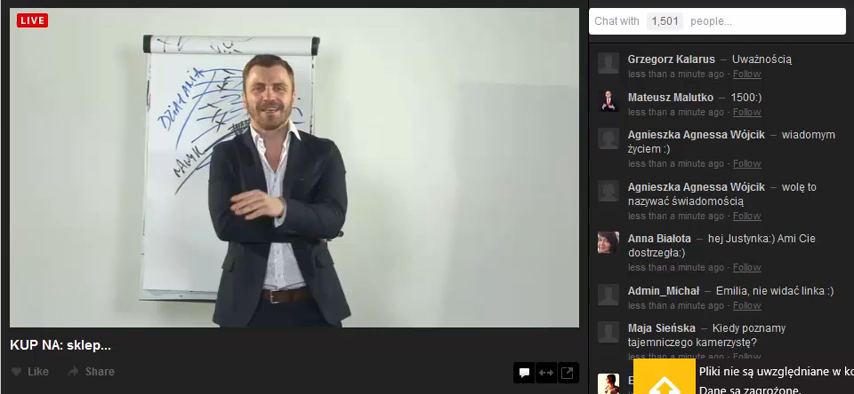 LIVE
DZIAŁANIA
KUP NA: sklep...
Like
Share
Chat with 1,501 people...
Grzegorz Kalarus – Uważnością
less than a minute ago · Follow
Mateusz Malutko – 1500:)
less than a minute ago · Follow
Agnieszka Agnessa Wójcik – wiadomym
życiem :)
less than a minute ago · Follow
Agnieszka Agnessa Wójcik – wolę to
nazywać świadomością
less than a minute ago · Follow
Anna Białota – hej Justynka:) Ami Cie
dostrzegła:)
less than a minute ago · Follow
Admin_Michał – Emilia, nie widać linka :)
less than a minute ago · Follow
Maja Sieńska – Kiedy poznamy
tajemniczego kamerzystę?
less than a minute ago · Follow
E
Pliki nie są uwzględniane w ko
Dane są zagrożone.